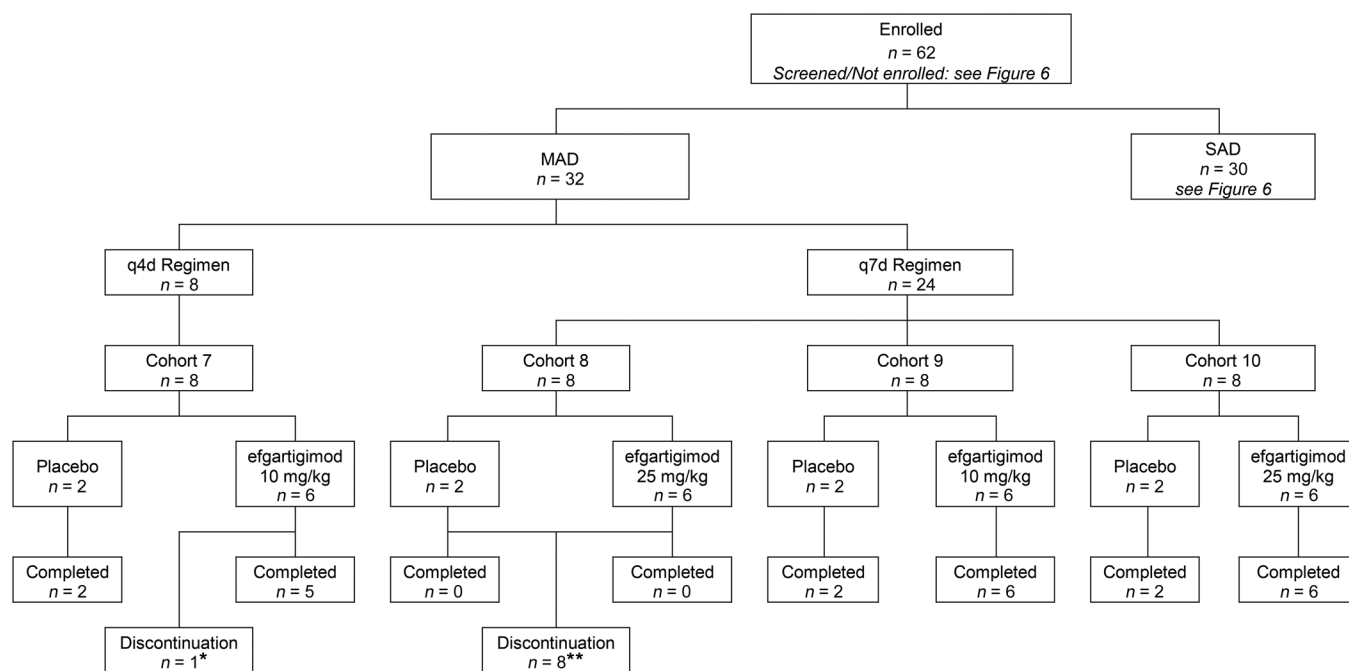 Enrolled
n = 62
Screened/Not enrolled: see Figure 6
MAD
n = 32
SAD
n = 30
see Figure 6
q4d Regimen
n = 8
q7d Regimen
n = 24
Cohort 7
n = 8
Cohort 8
n = 8
Cohort 9
n = 8
Cohort 10
n = 8
Placebo
n = 2
efgartigimod
10 mg/kg
n = 6
Placebo
n = 2
efgartigimod
25 mg/kg
n = 6
Placebo
n = 2
efgartigimod
10 mg/kg
n = 6
Placebo
n = 2
efgartigimod
25 mg/kg
n = 6
Completed
n = 2
Completed
n = 5
Completed
n = 0
Completed
n = 0
Completed
n = 2
Completed
n = 6
Completed
n = 2
Completed
n = 6
Discontinuation
n = 1*
Discontinuation
n = 8**